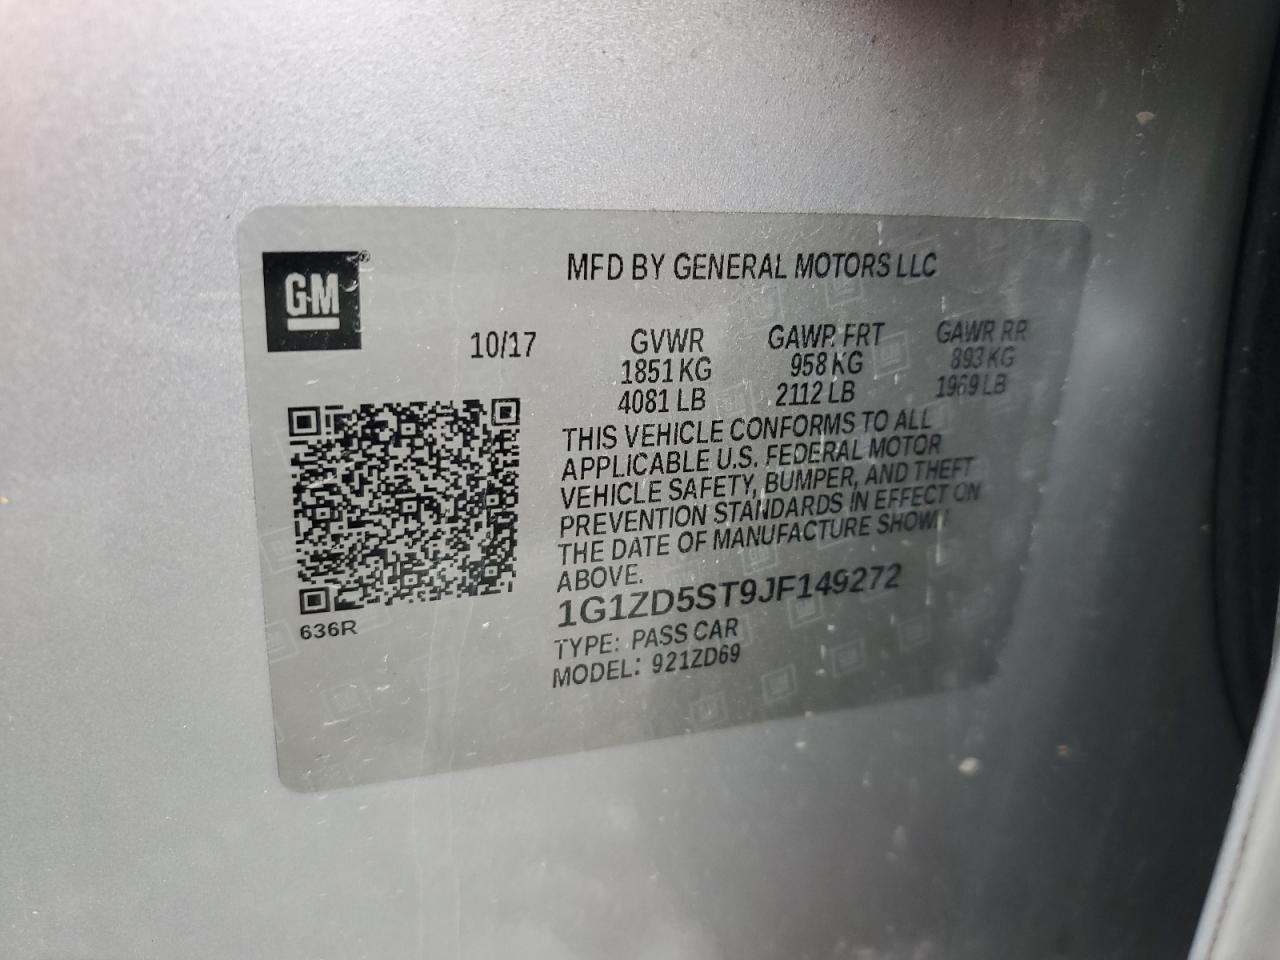 GM
MFD BY GENERAL MOTORS LLC
10/17
GVWR GAWR FRT GAWR RR
1851 KG 958 KG 893 KG
4081 LB 2112 LB 1969 LB
THIS VEHICLE CONFORMS TO ALL
APPLICABLE U.S. FEDERAL MOTOR
VEHICLE SAFETY, BUMPER, AND THEFT
PREVENTION STANDARDS IN EFFECT ON
THE DATE OF MANUFACTURE SHOWN
ABOVE.
1G1ZD5ST9JF149272
TYPE: PASS CAR
MODEL: 921ZD69
636R